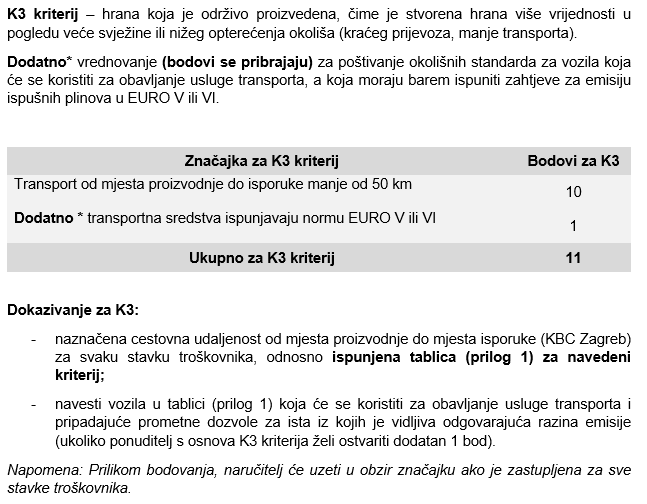 K3 kriterij – hrana koja je održivo proizvedena, čime je stvorena hrana više vrijednosti u
pogledu veće svježine ili nižeg opterećenja okoliša (kraćeg prijevoza, manje transporta).
Dodatno* vrednovanje (bodovi se pribrajaju) za poštivanje okolišnih standarda za vozila koja
će se koristiti za obavljanje usluge transporta, a koja moraju barem ispuniti zahtjeve za emisiju
ispušnih plinova u EURO V ili VI.
Značajka za K3 kriterij Bodovi za K3
Transport od mjesta proizvodnje do isporuke manje od 50 km 10
Dodatno * transportna sredstva ispunjavaju normu EURO V ili VI 1
Ukupno za K3 kriterij 11
Dokazivanje za K3:
- naznačena cestovna udaljenost od mjesta proizvodnje do mjesta isporuke (KBC Zagreb)
za svaku stavku troškovnika, odnosno ispunjena tablica (prilog 1) za navedeni
kriterij;
- navesti vozila u tablici (prilog 1) koja će se koristiti za obavljanje usluge transporta i
pripadajuće prometne dozvole za ista iz kojih je vidljiva odgovarajuća razina emisije
(ukoliko ponuditelj s osnova K3 kriterija želi ostvariti dodatan 1 bod).
Napomena: Prilikom bodovanja, naručitelj će uzeti u obzir značajku ako je zastupljena za sve
stavke troškovnika.